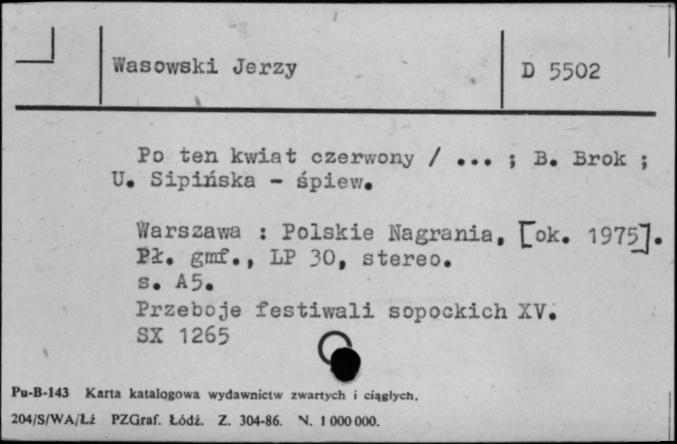 Wasowski Jerzy
D 5502
Po ten kwiat czerwony / ... ; B. Brok ;
U. Sipińska - śpiew.
Warszawa : Polskie Nagrania, [ok. 1975].
Pł. gmf., LP 30, stereo.
s. A5.
Przeboje festiwali sopockich XV.
SX 1265
Pu-B-143 Karta katalogowa wydawnictw zwartych i ciągłych.
204/S/WA/Łż PZGraf. Łódź. Z. 304-86. N. 1 000 000.